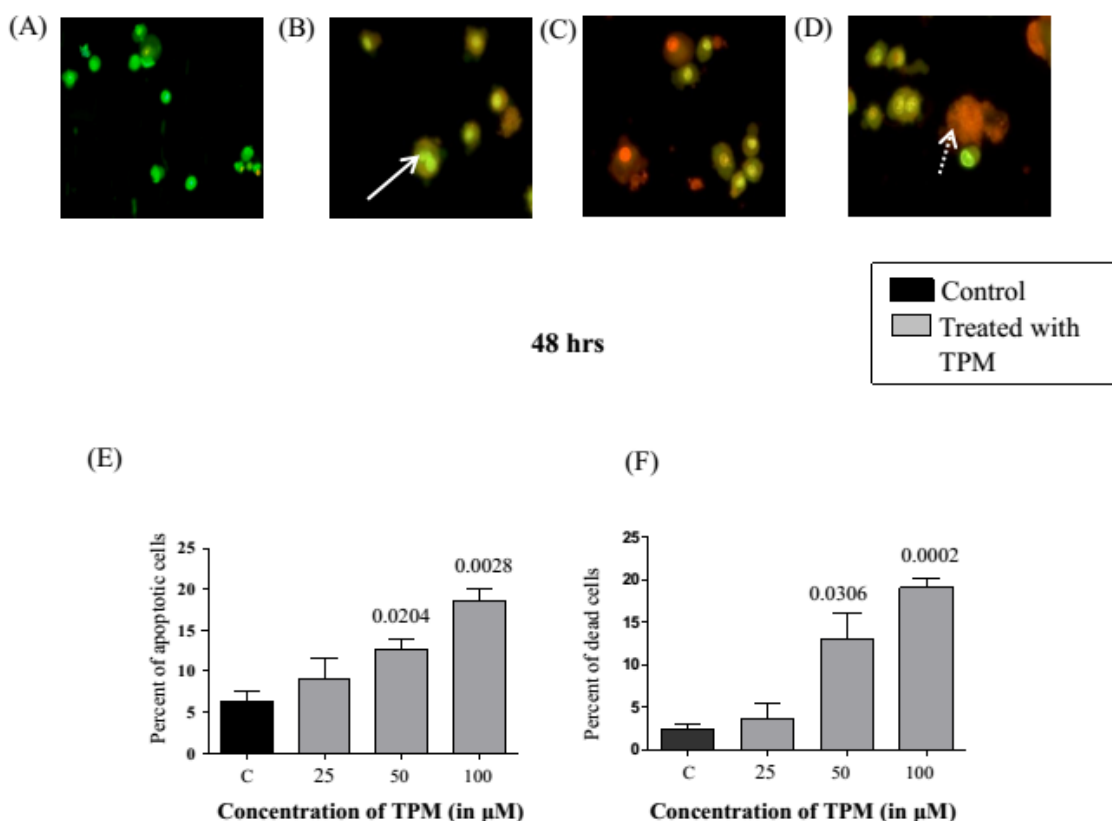 (A)
(B)
(C)
(D)
Control
Treated with
TPM
48 hrs
(E)
Percent of apoptotic cells
25
20
15
10
5
0
0.0204
0.0028
C
25
50
100
Concentration of TPM (in µM)
(F)
Percent of dead cells
25
20
15
10
5
0
0.0306
0.0002
C
25
50
100
Concentration of TPM (in µM)